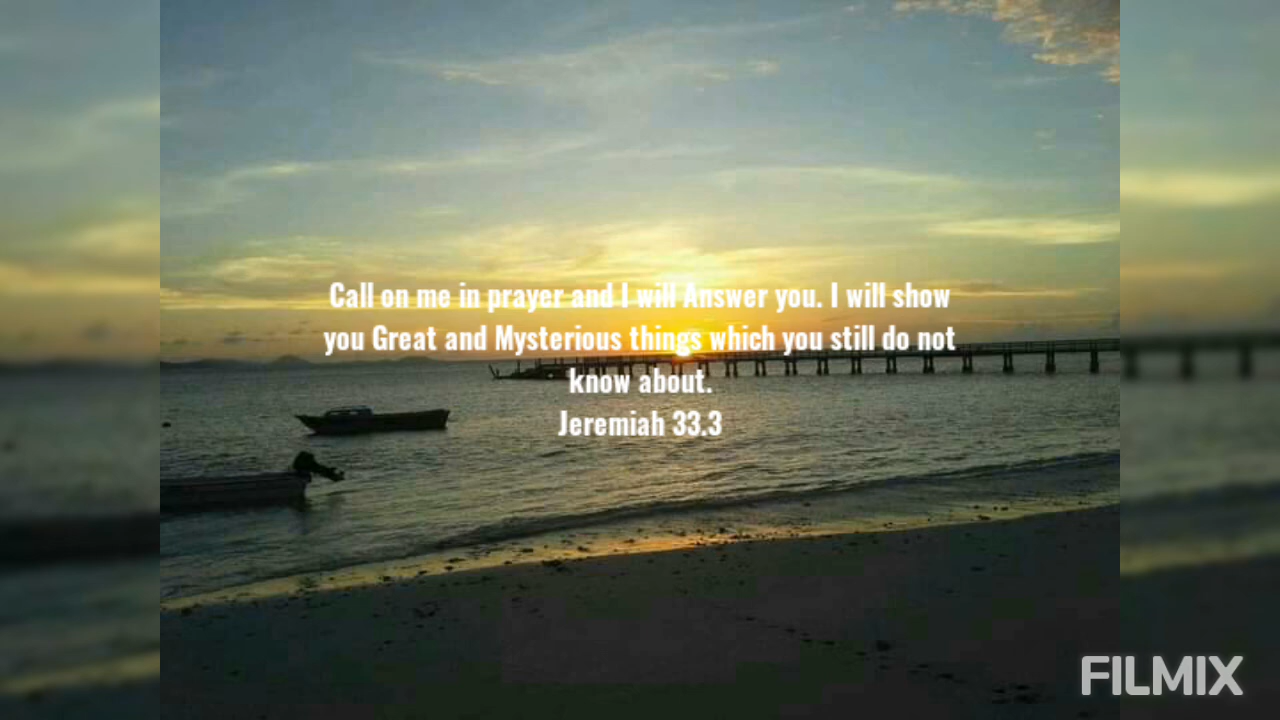 Call on me in prayer and I will Answer you. I will show
you Great and Mysterious things which you still do not
know about.
Jeremiah 33.3
FILMIX